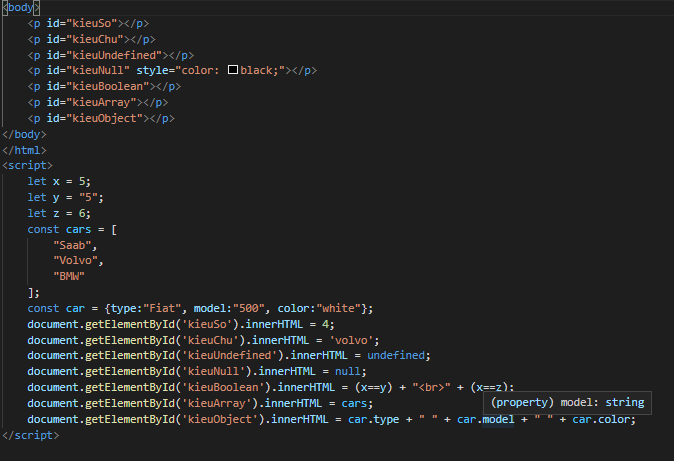 <body>
<p id="kieuSo"></p>
<p id="kieuChu"></p>
<p id="kieuUndefined"></p>
<p id="kieuNull" style="color: black;"></p>
<p id="kieuBoolean"></p>
<p id="kieuArray"></p>
<p id="kieuObject"></p>
</body>
</html>
<script>
let x = 5;
let y = "5";
let z = 6;
const cars = [
"Saab",
"Volvo",
"BMW"
];
const car = {type:"Fiat", model:"500", color:"white"};
document.getElementById('kieuSo').innerHTML = 4;
document.getElementById('kieuChu').innerHTML = 'volvo';
document.getElementById('kieuUndefined').innerHTML = undefined;
document.getElementById('kieuNull').innerHTML = null;
document.getElementById('kieuBoolean').innerHTML = (x==y) + "<br>" + (x==z);
(property) model: string
document.getElementById('kieuArray').innerHTML = cars;
document.getElementById('kieuObject').innerHTML = car.type + " " + car.model + " " + car.color;
</script>